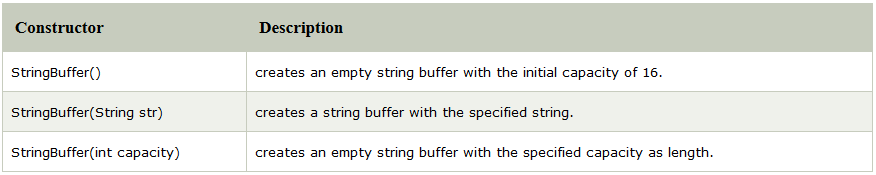 Constructor Description
StringBuffer() creates an empty string buffer with the initial capacity of 16.
StringBuffer(String str) creates a string buffer with the specified string.
StringBuffer(int capacity) creates an empty string buffer with the specified capacity as length.